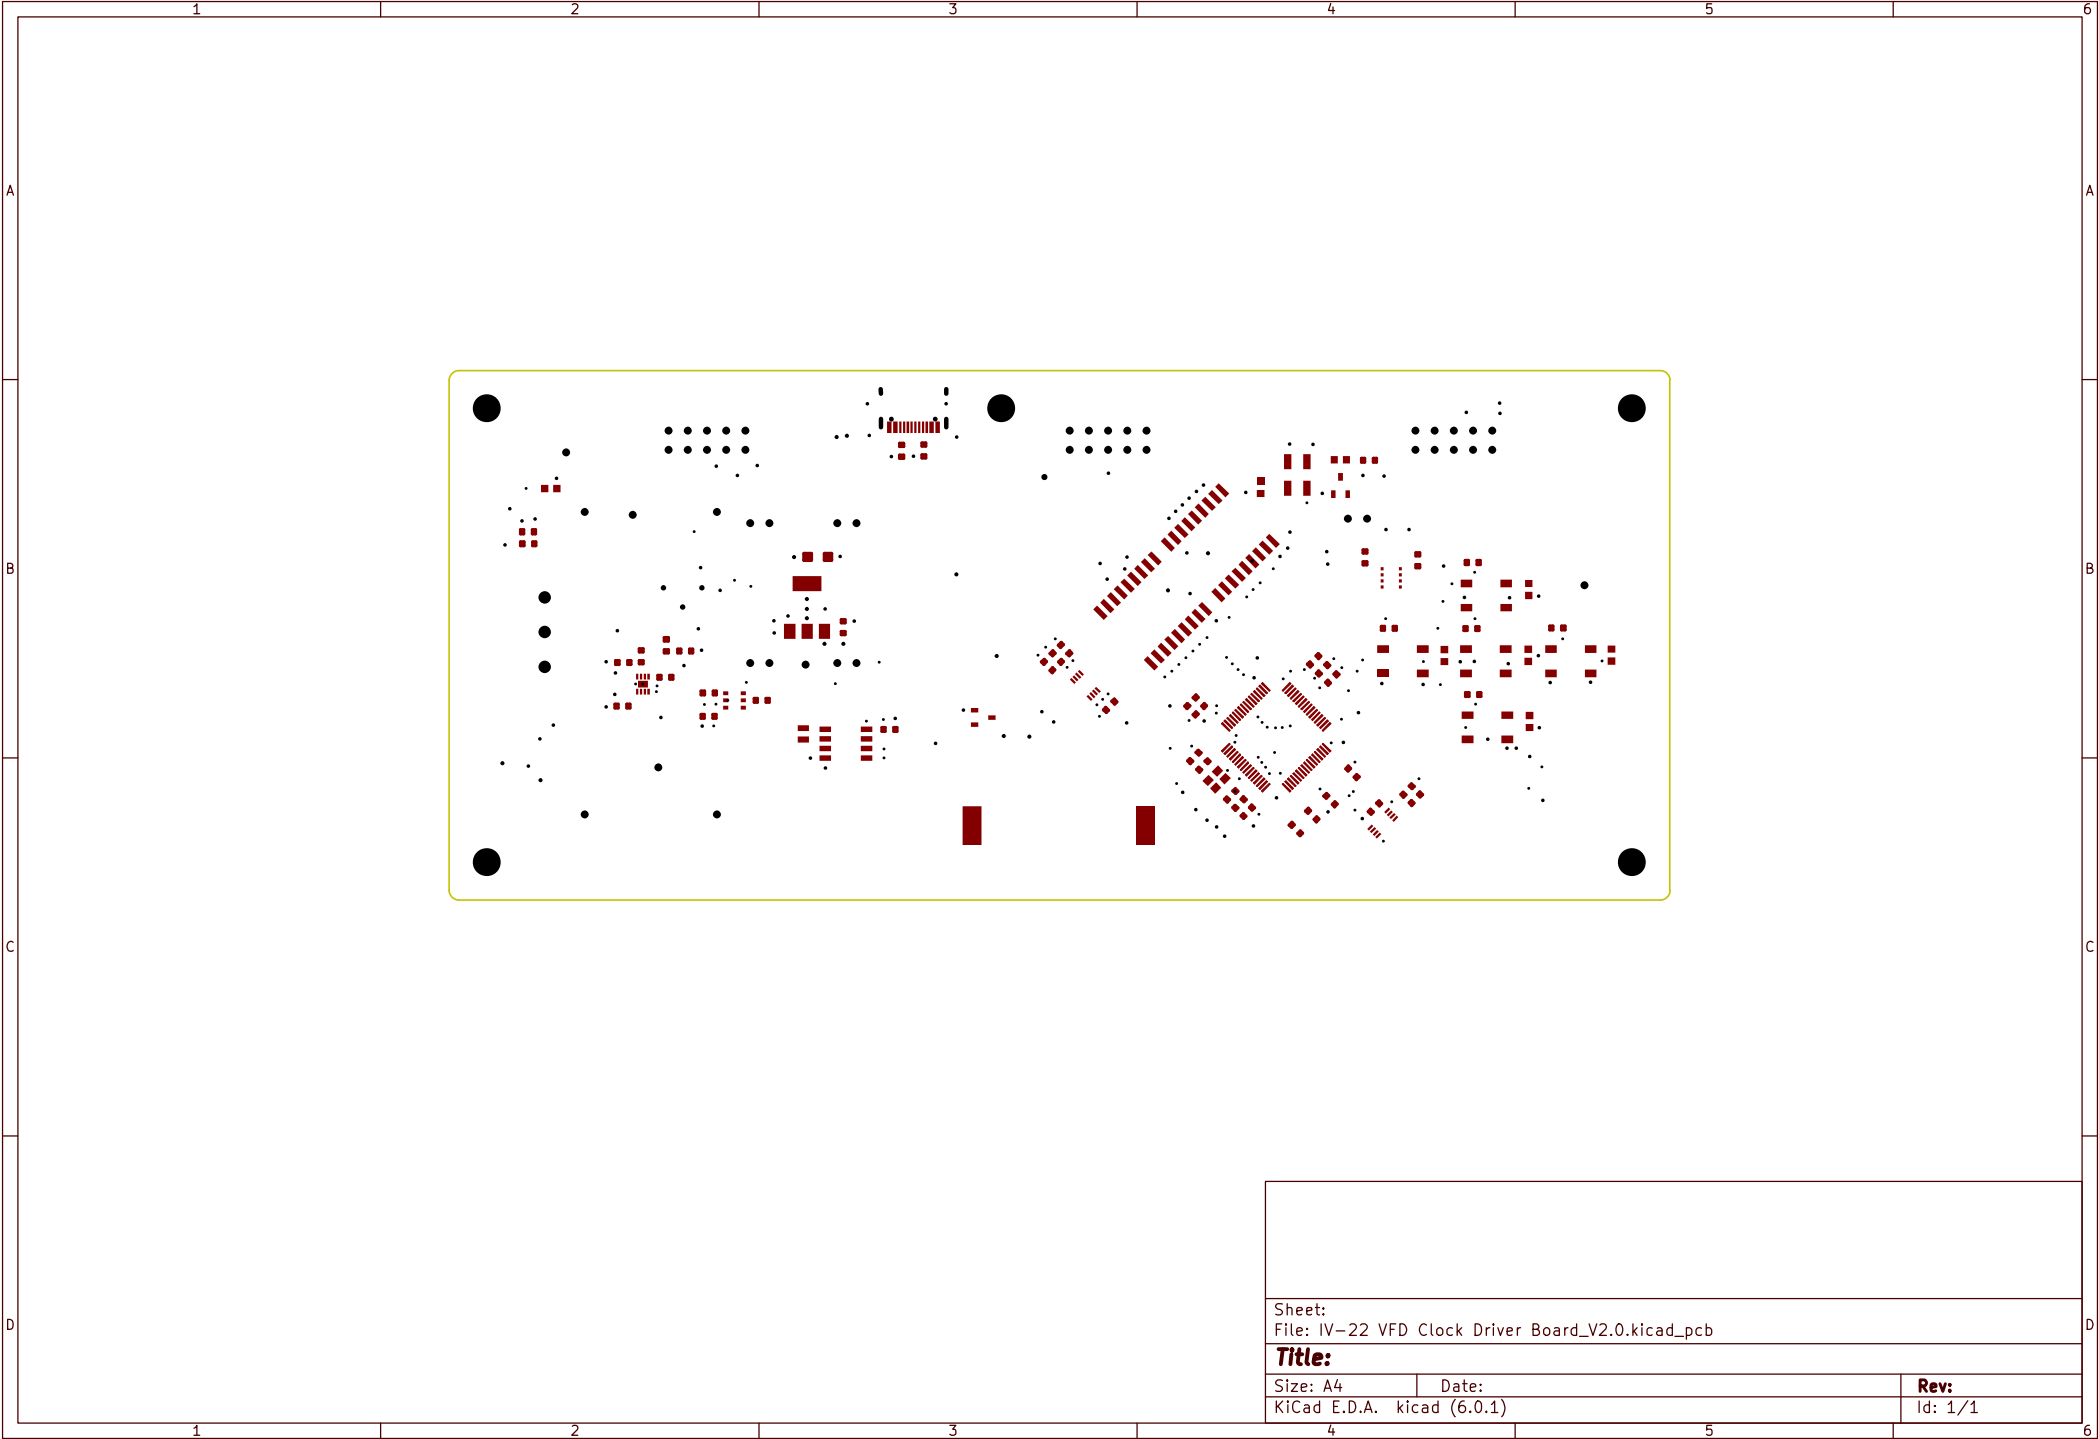 1 2 3 4 5 6
A A
B B
C C
Sheet:
File: IV-22 VFD Clock Driver Board_V2.0.kicad_pcb
D D
Title:
Size: A4 Date: Rev:
KiCad E.D.A. kicad (6.0.1) Id: 1/1
1 2 3 4 5 6